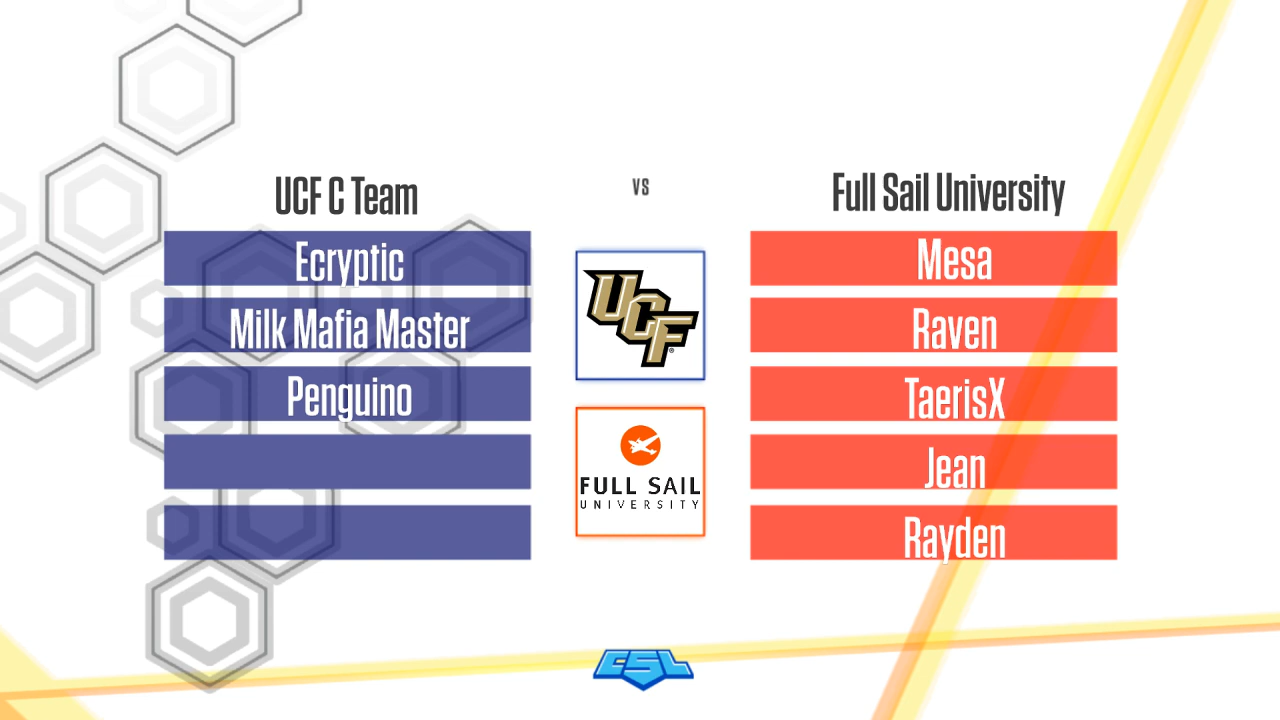 UCF C Team
vs
Full Sail University
Ecryptic
Milk Mafia Master
Penguino
UCF
FULL SAIL
UNIVERSITY
Mesa
Raven
TaerisX
Jean
Rayden
CSL